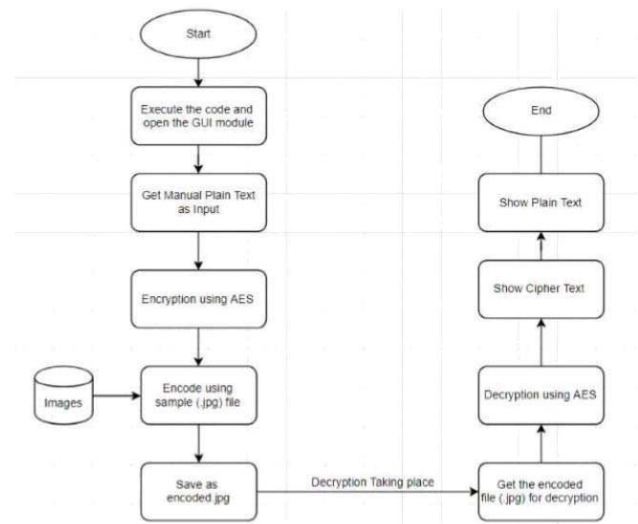 Start
Execute the code and
open the GUI module
Get Manual Plain Text
as Input
Encryption using AES
Images
Encode using
sample (.jpg) file
Save as
encoded.jpg
Decryption Taking place
Get the encoded
file (.jpg) for decryption
Decryption using AES
Show Cipher Text
Show Plain Text
End